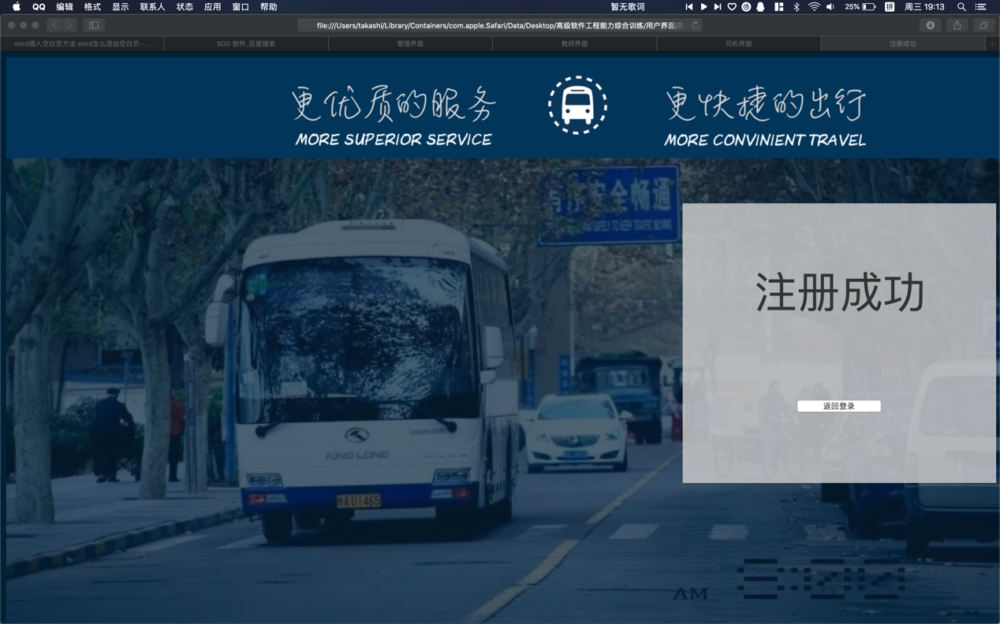 QQ 编辑 格式 显示 联系人 状态 应用 窗口 帮助 暂无歌词 25% 拼 周三 19:13
file:///Users/takashi/Library/Containers/com.apple.Safari/Data/Desktop/高级软件工程能力综合训练/用户界面/
word插入空白页方法 word怎么添加空白页-... SDD 软件_百度搜索 管理界面 教师界面 司机界面 注册成功
更优质的服务 更快捷的出行
MORE SUPERIOR SERVICE MORE CONVINIENT TRAVEL
安全畅通
SAFELY TO KEEP TRAFFIC MOVING
注册成功
返回登录
KING LONG
AD1465
AM